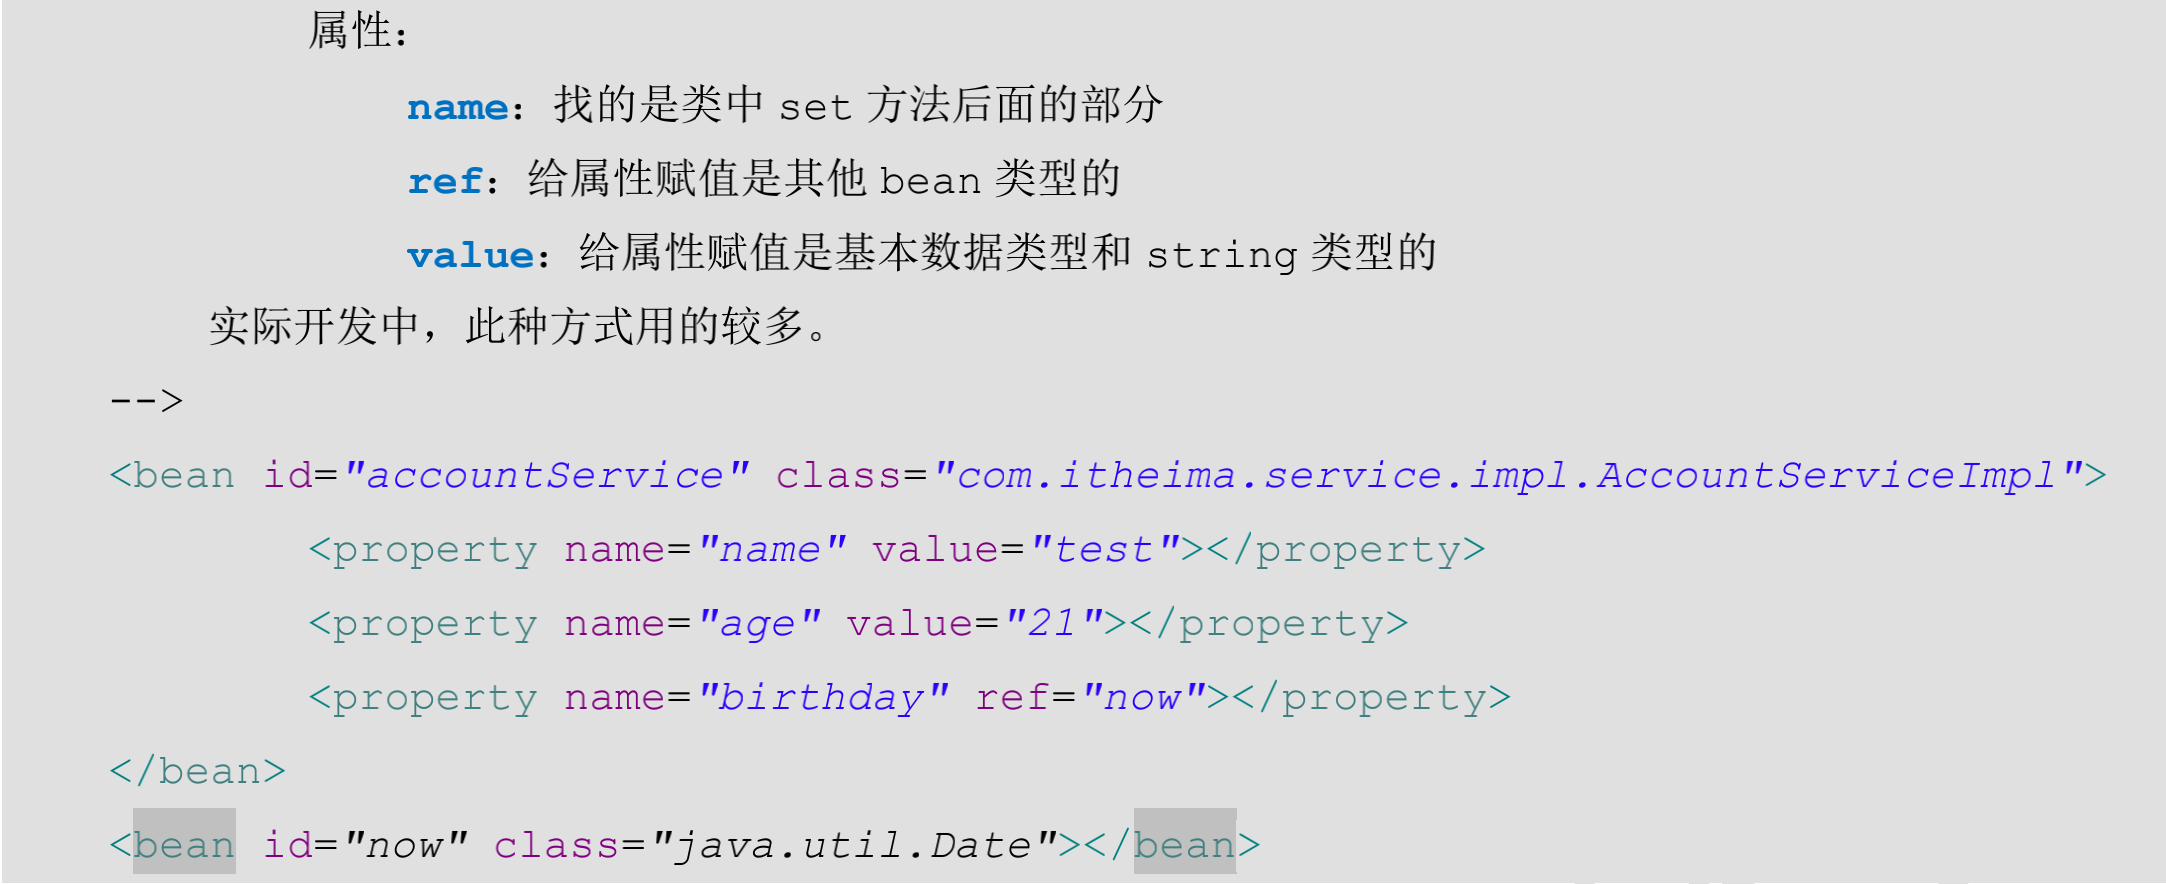 属性：
name：找的是类中 set 方法后面的部分
ref：给属性赋值是其他 bean 类型的
value：给属性赋值是基本数据类型和 string 类型的
实际开发中，此种方式用的较多。
-->
<bean id="accountService" class="com.itheima.service.impl.AccountServiceImpl">
<property name="name" value="test"></property>
<property name="age" value="21"></property>
<property name="birthday" ref="now"></property>
</bean>
<bean id="now" class="java.util.Date"></bean>